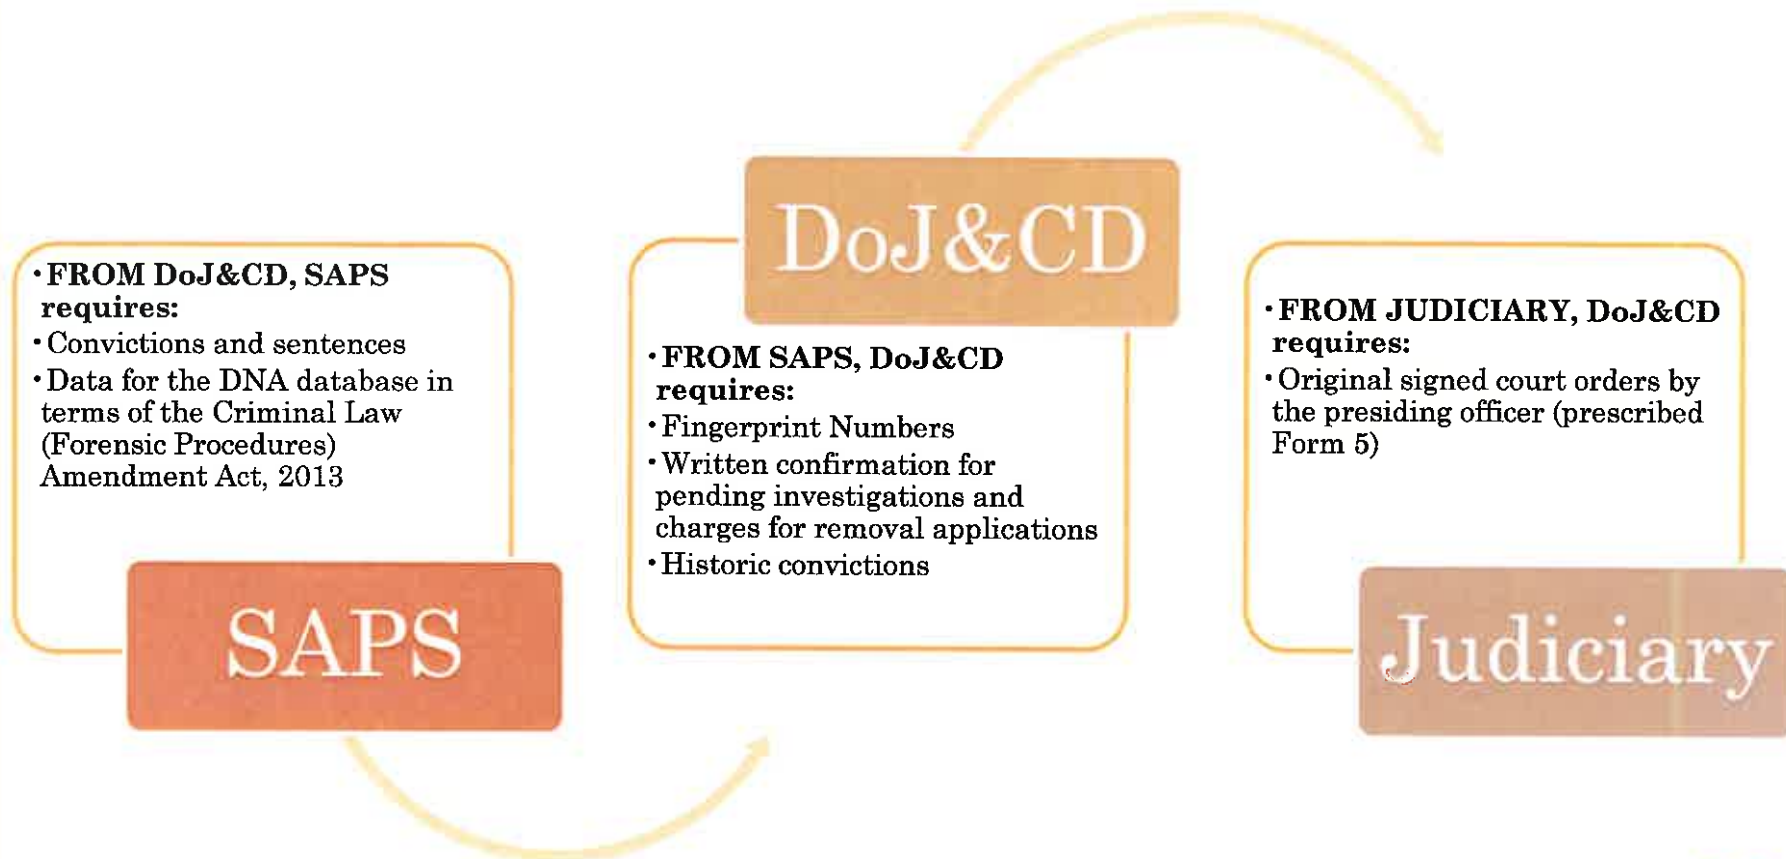 · FROM DoJ&CD, SAPS
requires:
· Convictions and sentences
· Data for the DNA database in
terms of the Criminal Law
(Forensic Procedures)
Amendment Act, 2013
SAPS
DoJ&CD
· FROM SAPS, DoJ&CD
requires:
· Fingerprint Numbers
· Written confirmation for
pending investigations and
charges for removal applications
· Historic convictions
· FROM JUDICIARY, DoJ&CD
requires:
· Original signed court orders by
the presiding officer (prescribed
Form 5)
Judiciary